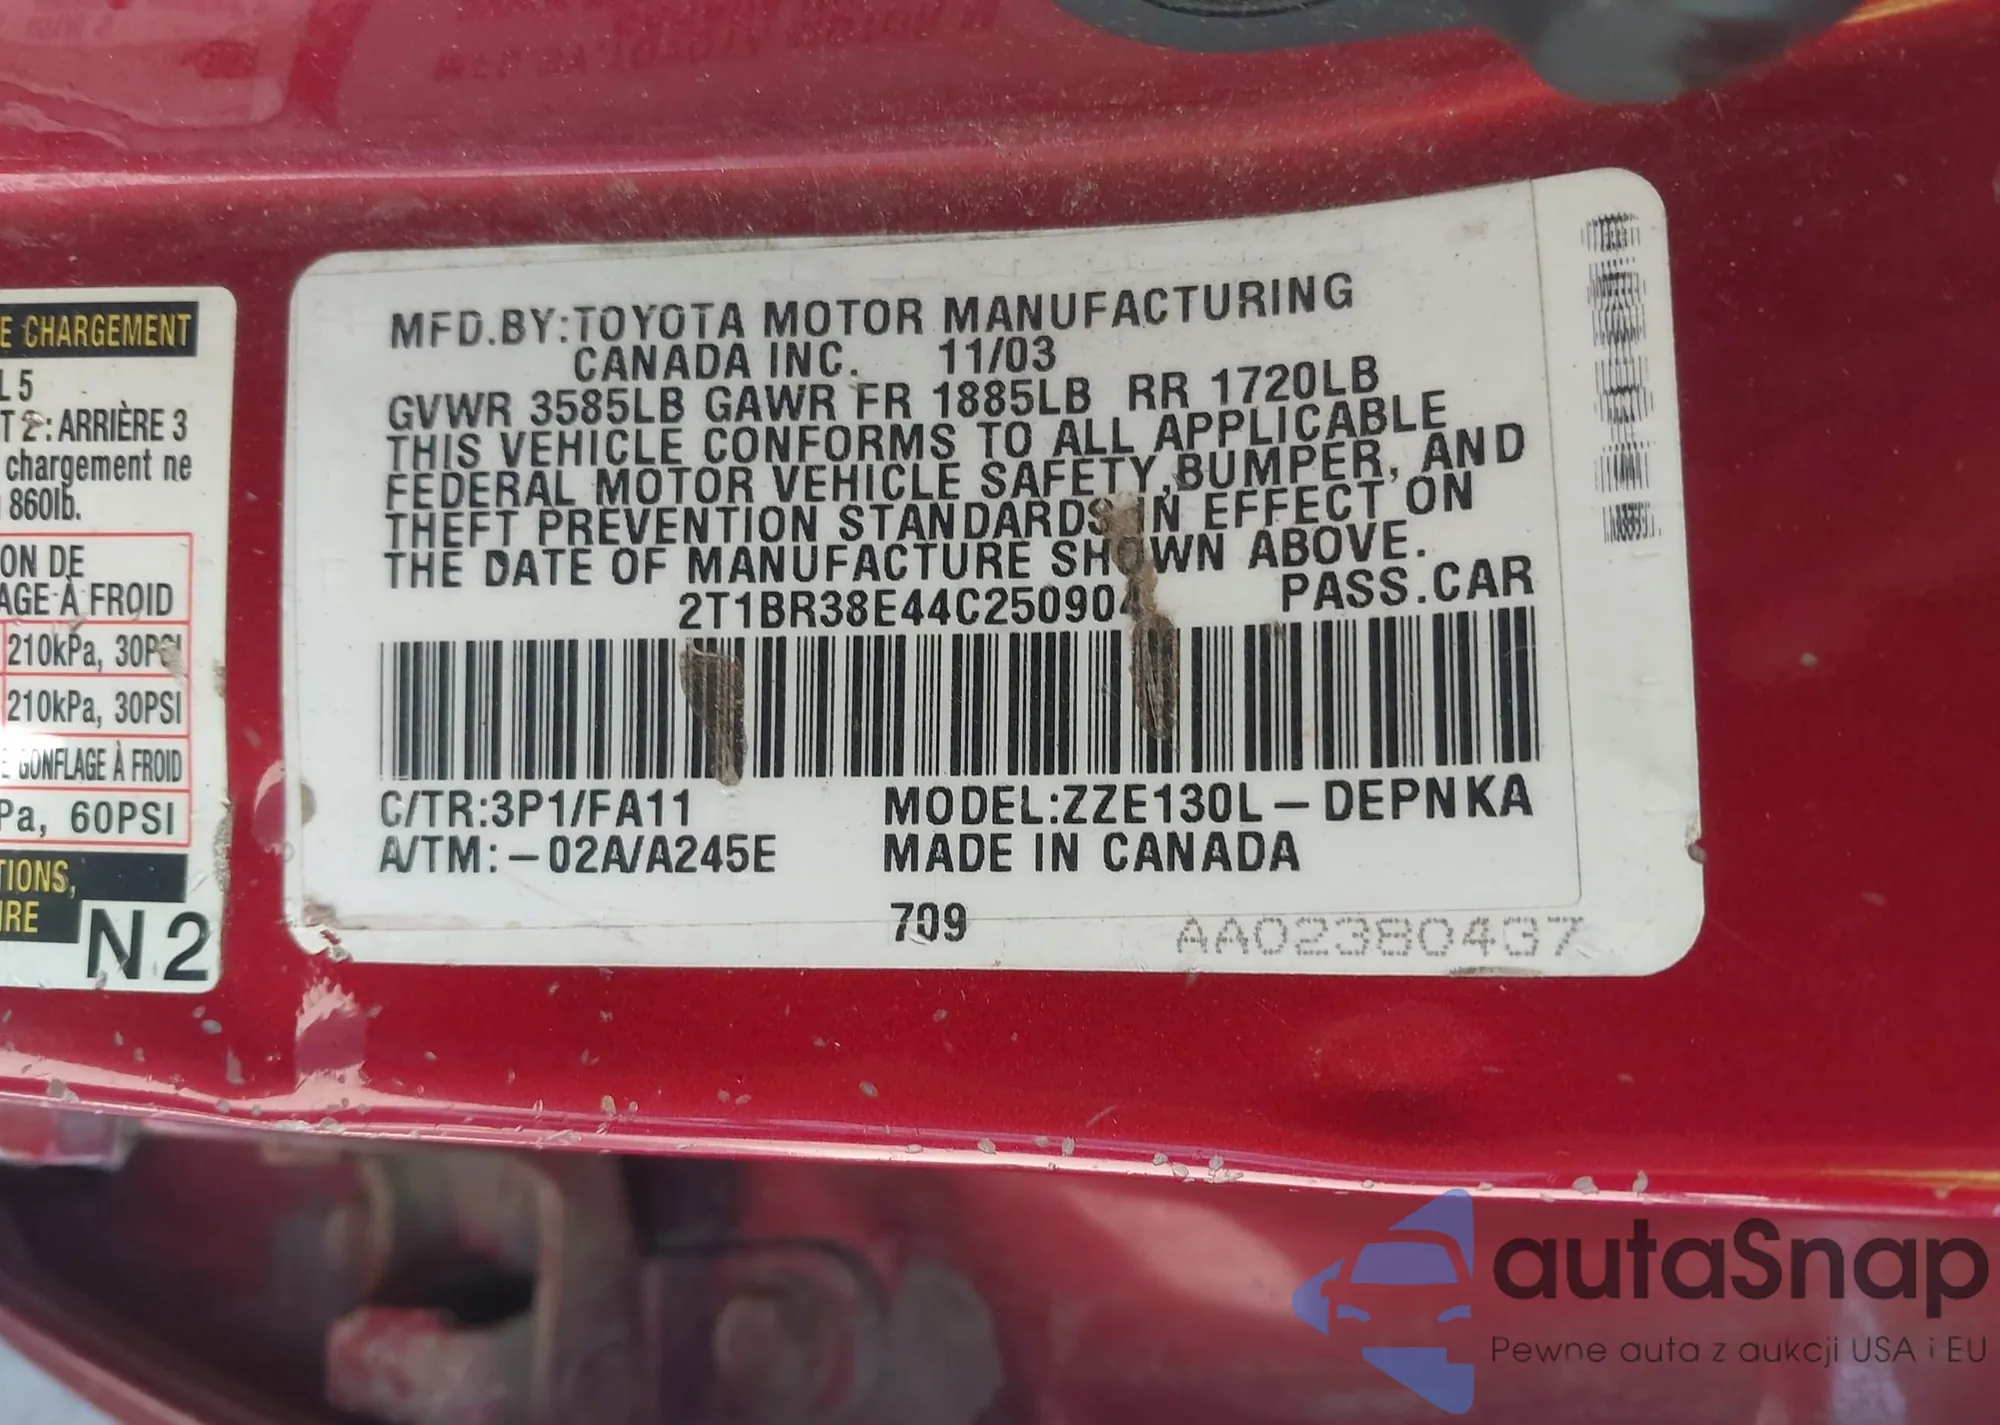 E CHARGEMENT
L 5
T 2 : ARRIÈRE 3
chargement ne
860lb.
ON DE
AGE À FROID
210kPa, 30PSI
210kPa, 30PSI
E GONFLAGE À FROID
Pa, 60PSI
TIONS,
IRE
N 2
MFD.BY:TOYOTA MOTOR MANUFACTURING
CANADA INC. 11/03
GVWR 3585LB GAWR FR 1885LB RR 1720LB
THIS VEHICLE CONFORMS TO ALL APPLICABLE
FEDERAL MOTOR VEHICLE SAFETY,BUMPER, AND
THEFT PREVENTION STANDARDS IN EFFECT ON
THE DATE OF MANUFACTURE SHOWN ABOVE.
2T1BR38E44C250904 PASS.CAR
C/TR:3P1/FA11 MODEL:ZZE130L-DEPNKA
A/TM:-02A/A245E MADE IN CANADA
709
AA02380437
autaSnap
Pewne auta z aukcji USA i EU